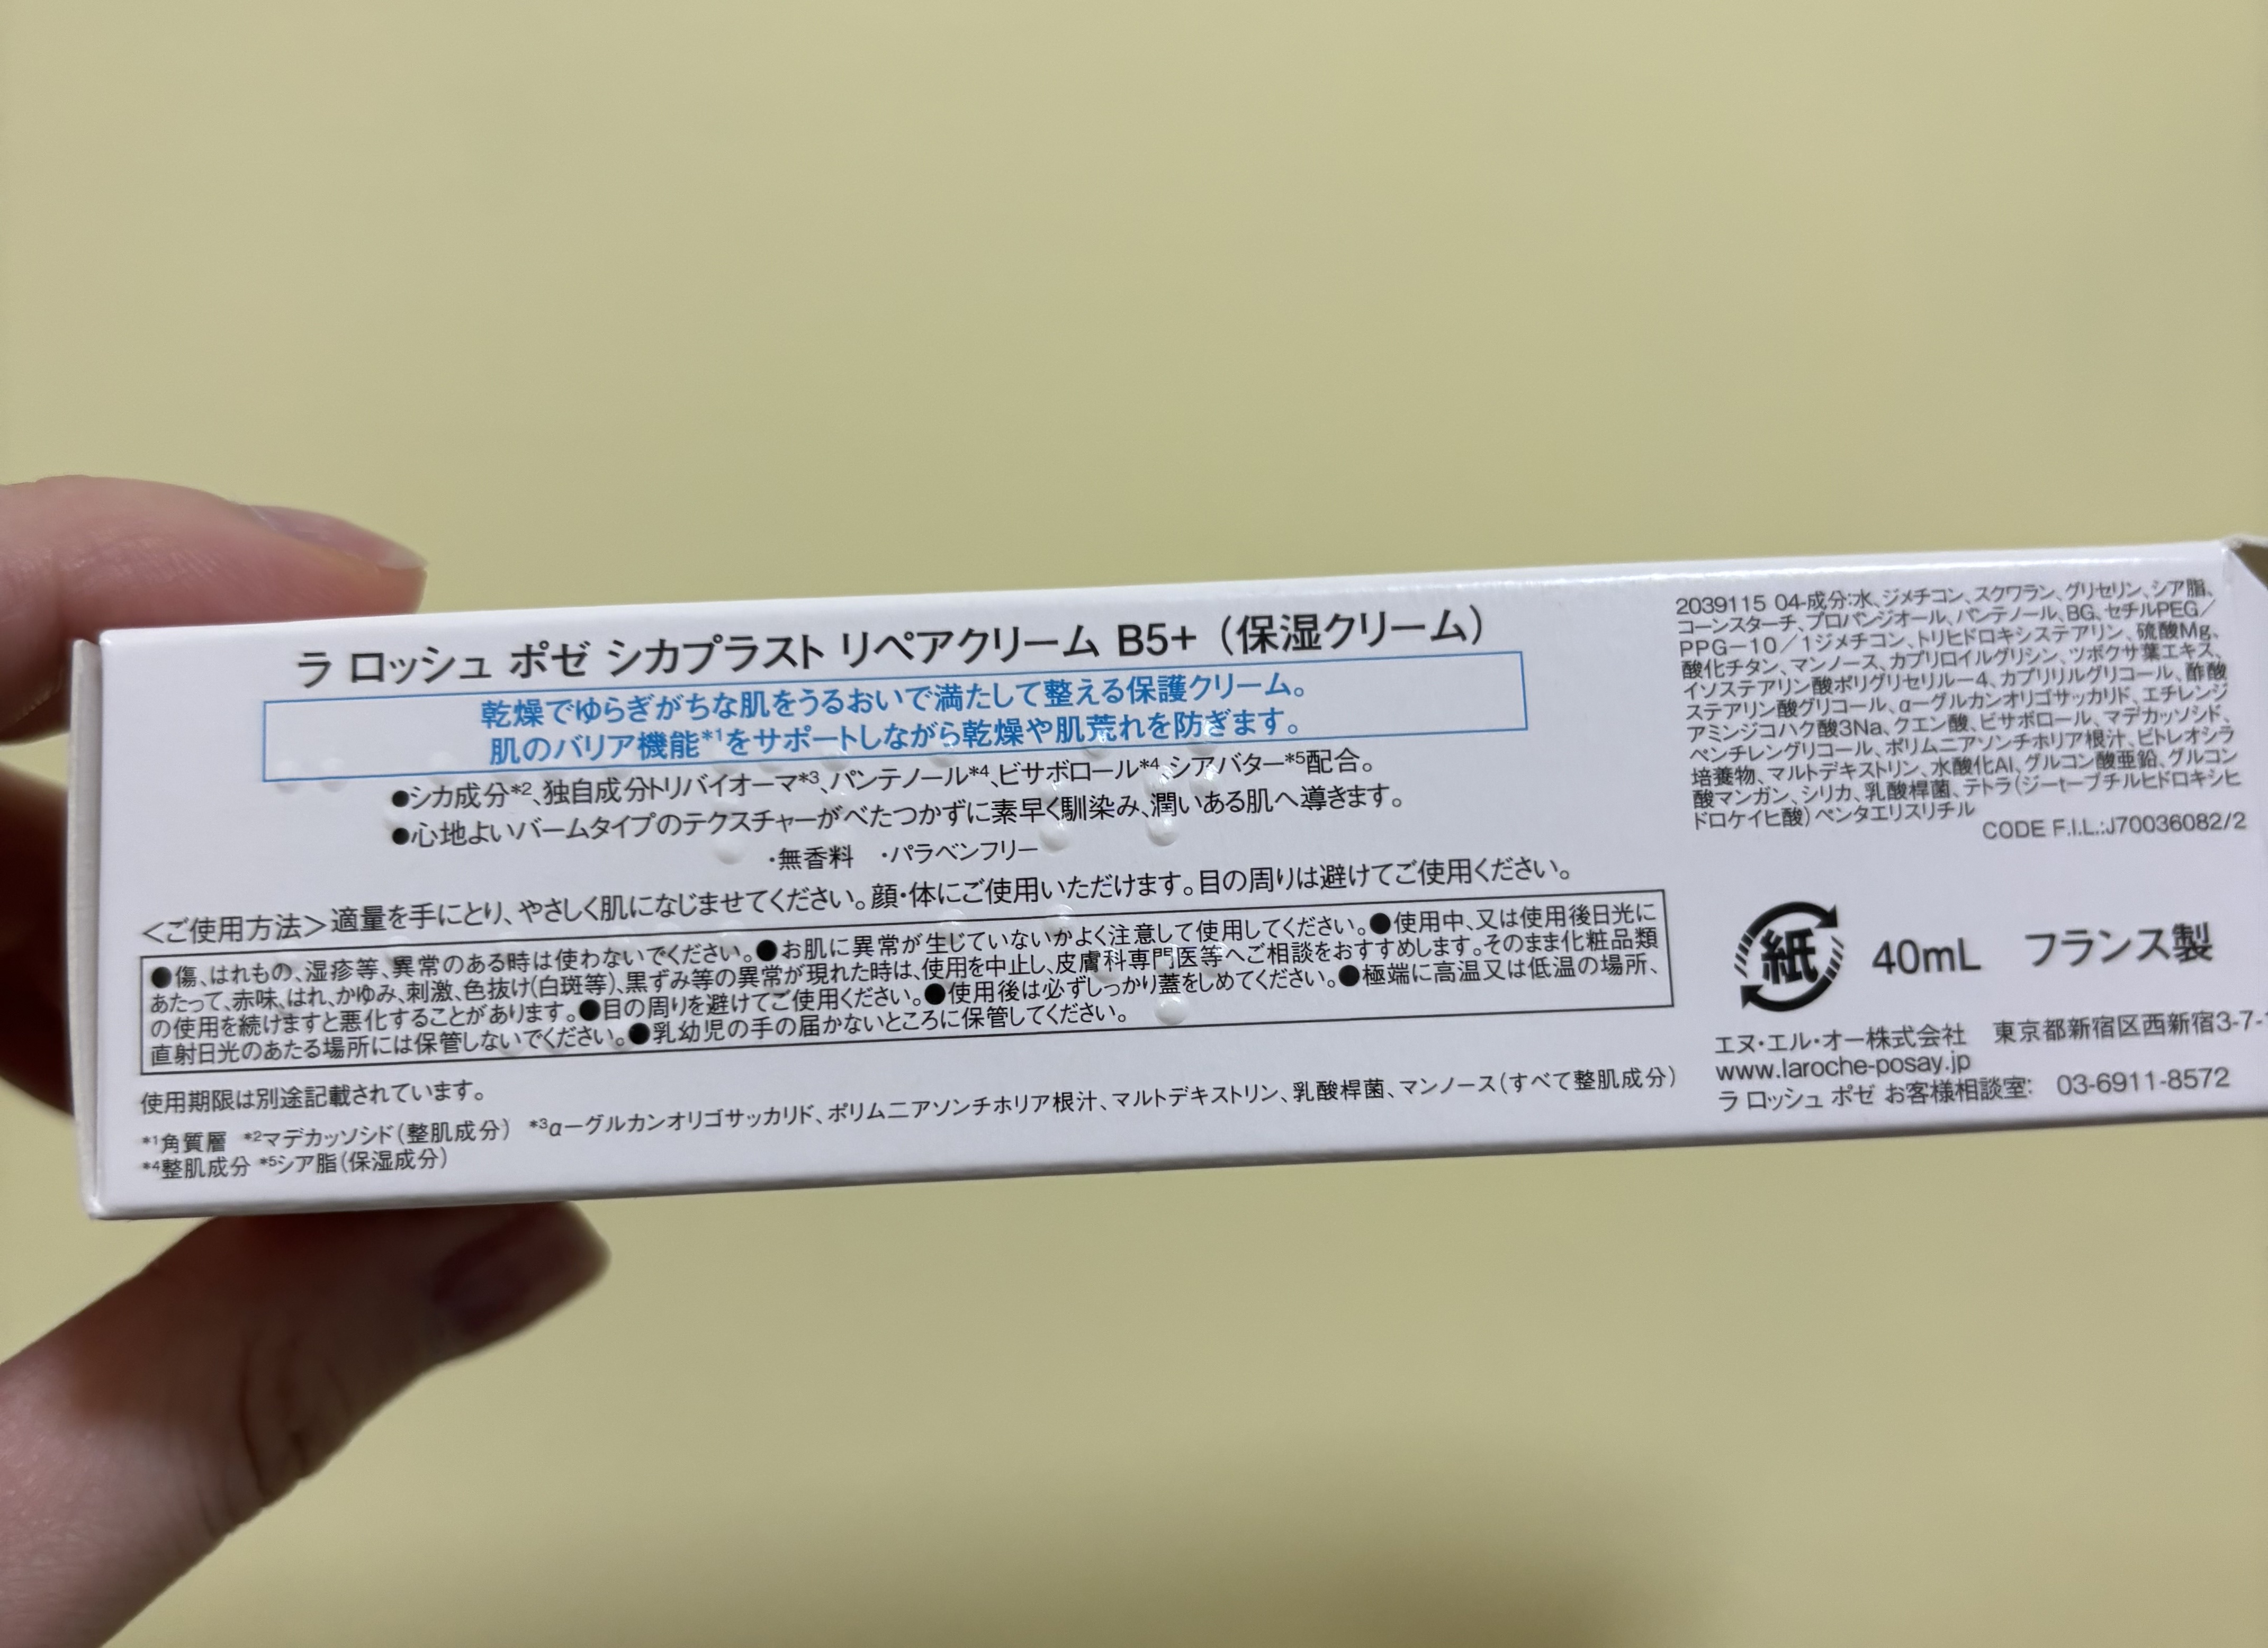 ラ ロッシュ ポゼ シカプラスト リペアクリーム B5+（保湿クリーム）
乾燥でゆらぎがちな肌をうるおいで満たして整える保護クリーム。
肌のバリア機能*1をサポートしながら乾燥や肌荒れを防ぎます。
●シカ成分*2、独自成分トリバイオーマ*3、パンテノール*4、ビサボロール*4、シアバター*5配合。
●心地よいバームタイプのテクスチャーがべたつかずに素早く馴染み、潤いある肌へ導きます。
・無香料 ・パラベンフリー
＜ご使用方法＞適量を手にとり、やさしく肌になじませてください。顔・体にご使用いただけます。目の周りは避けてご使用ください。
●傷、はれもの、湿疹等、異常のある時は使わないでください。●お肌に異常が生じていないかよく注意して使用してください。●使用中、又は使用後日光に
あたって、赤味、はれ、かゆみ、刺激、色抜け(白斑等)、黒ずみ等の異常が現れた時は、使用を中止し、皮膚科専門医等へご相談をおすすめします。そのまま化粧品類
の使用を続けますと悪化することがあります。●目の周りを避けてご使用ください。●使用後は必ずしっかり蓋をしめてください。●極端に高温又は低温の場所、
直射日光のあたる場所には保管しないでください。●乳幼児の手の届かないところに保管してください。
使用期限は別途記載されています。
*1角質層 *2マデカッソシド（整肌成分） *3α－グルカンオリゴサッカリド、ポリムニアソンチホリア根汁、マルトデキストリン、乳酸桿菌、マンノース（すべて整肌成分）
*4整肌成分 *5シア脂（保湿成分）
2039115 04-成分:水、ジメチコン、スクワラン、グリセリン、シア脂、
コーンスターチ、プロパンジオール、パンテノール、BG、セチルPEG／
PPG－10／1ジメチコン、トリヒドロキシステアリン、硫酸Mg、
酸化チタン、マンノース、カプリロイルグリシン、ツボクサ葉エキス、
イソステアリン酸ポリグリセリル－4、カプリリルグリコール、酢酸
ステアリン酸グリコール、α－グルカンオリゴサッカリド、エチレンジ
アミンジコハク酸3Na、クエン酸、ビサボロール、マデカッソシド、
ペンチレングリコール、ポリムニアソンチホリア根汁、ビトレオシラ
培養物、マルトデキストリン、水酸化Al、グルコン酸亜鉛、グルコン
酸マンガン、シリカ、乳酸桿菌、テトラ(ジーtーブチルヒドロキシヒ
ドロケイヒ酸)ペンタエリスリチル
CODE F.I.L.:J70036082/2
紙 40mL フランス製
エヌ・エル・オー株式会社 東京都新宿区西新宿3-7-
www.laroche-posay.jp
ラ ロッシュ ポゼ お客様相談室: 03-6911-8572